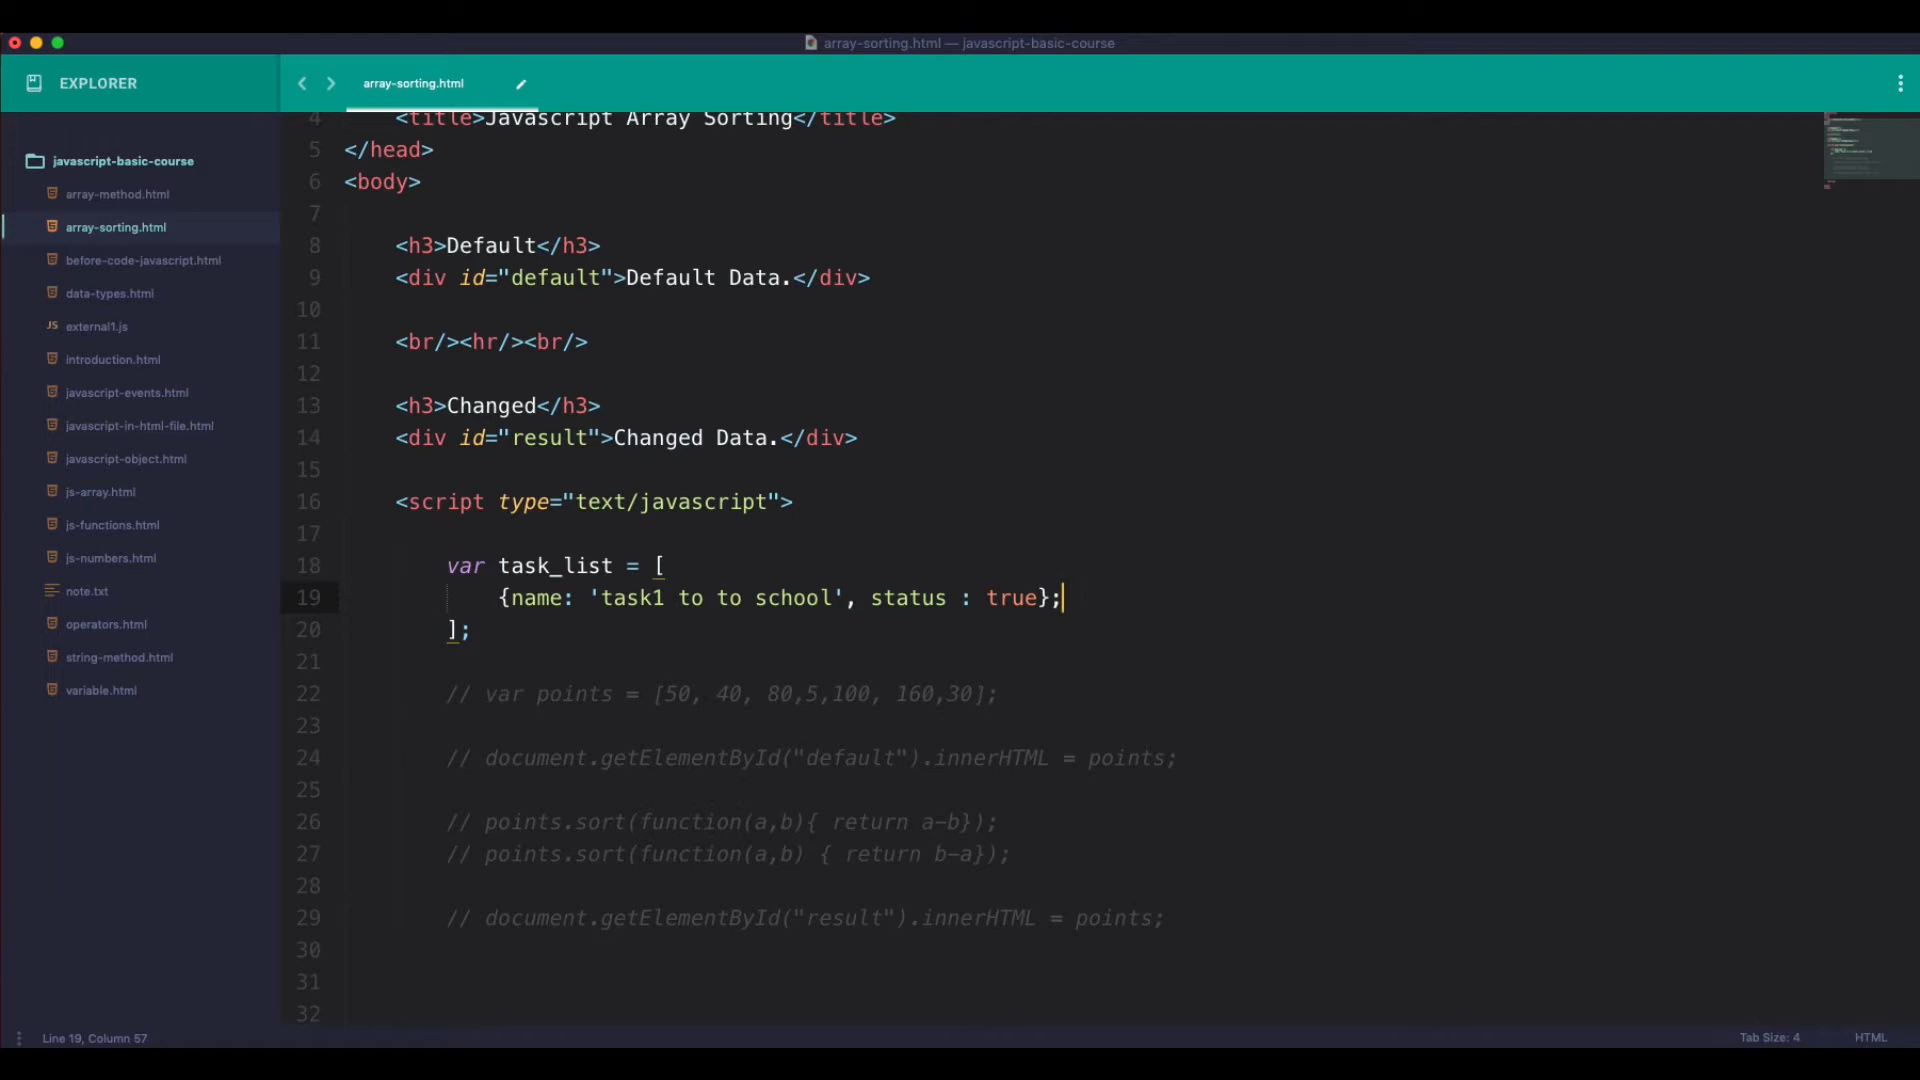 array-sorting.html — javascript-basic-course
EXPLORER
array-sorting.html
javascript-basic-course
array-method.html
array-sorting.html
before-code-javascript.html
data-types.html
JS external1.js
introduction.html
javascript-events.html
javascript-in-html-file.html
javascript-object.html
js-array.html
js-functions.html
js-numbers.html
note.txt
operators.html
string-method.html
variable.html
4 <title>Javascript Array Sorting</title>
5 </head>
6 <body>
7
8 <h3>Default</h3>
9 <div id="default">Default Data.</div>
10
11 <br/><hr/><br/>
12
13 <h3>Changed</h3>
14 <div id="result">Changed Data.</div>
15
16 <script type="text/javascript">
17
18 var task_list = [
19 {name: 'task1 to to school', status : true};
20 ];
21
22 // var points = [50, 40, 80,5,100, 160,30];
23
24 // document.getElementById("default").innerHTML = points;
25
26 // points.sort(function(a,b){ return a-b});
27 // points.sort(function(a,b) { return b-a});
28
29 // document.getElementById("result").innerHTML = points;
30
31
32
Line 19, Column 57
Tab Size: 4
HTML